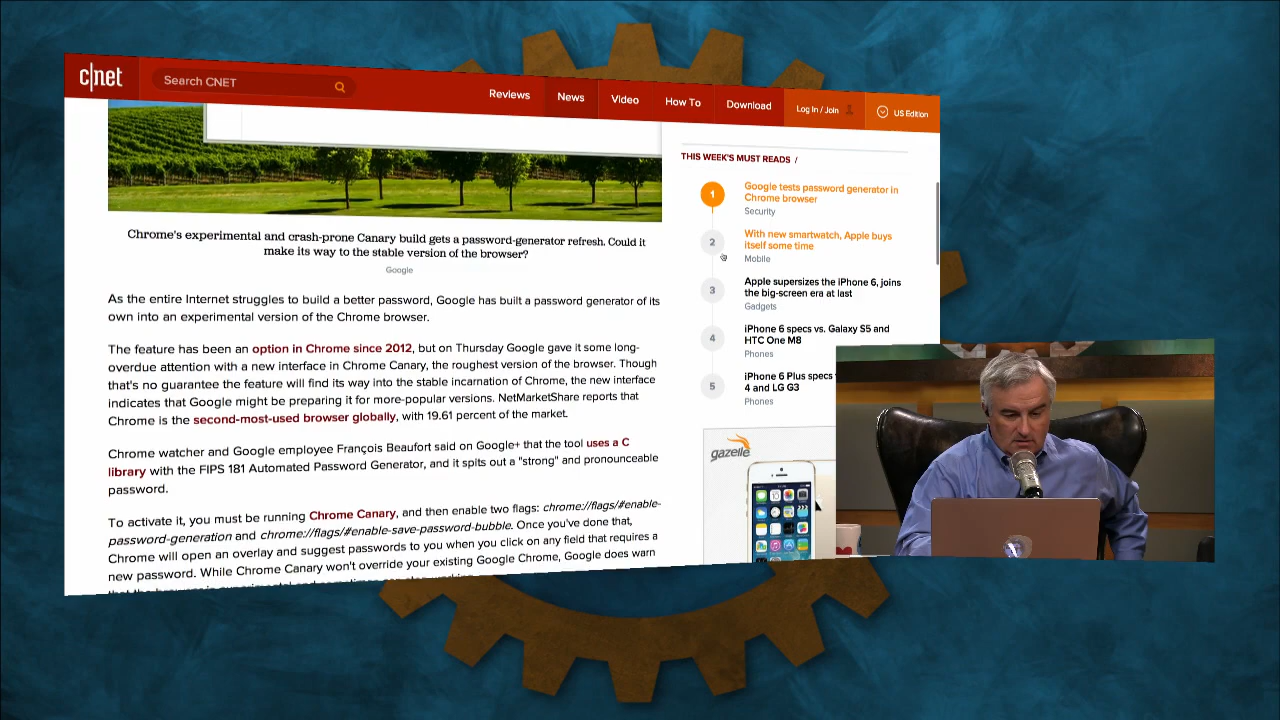 c|net
Search CNET
Reviews
News
Video
How To
Download
Log In / Join
US Edition
Chrome's experimental and crash-prone Canary build gets a password-generator refresh. Could it
make its way to the stable version of the browser?
Google
As the entire Internet struggles to build a better password, Google has built a password generator of its
own into an experimental version of the Chrome browser.
The feature has been an option in Chrome since 2012, but on Thursday Google gave it some long-
overdue attention with a new interface in Chrome Canary, the roughest version of the browser. Though
that's no guarantee the feature will find its way into the stable incarnation of Chrome, the new interface
indicates that Google might be preparing it for more-popular versions. NetMarketShare reports that
Chrome is the second-most-used browser globally, with 19.61 percent of the market.
Chrome watcher and Google employee François Beaufort said on Google+ that the tool uses a C
library with the FIPS 181 Automated Password Generator, and it spits out a "strong" and pronounceable
password.
To activate it, you must be running Chrome Canary, and then enable two flags: chrome://flags/#enable-
password-generation and chrome://flags/#enable-save-password-bubble. Once you've done that,
Chrome will open an overlay and suggest passwords to you when you click on any field that requires a
new password. While Chrome Canary won't override your existing Google Chrome, Google does warn
THIS WEEK'S MUST READS /
1
Google tests password generator in
Chrome browser
Security
2
With new smartwatch, Apple buys
itself some time
Mobile
3
Apple supersizes the iPhone 6, joins
the big-screen era at last
Gadgets
4
iPhone 6 specs vs. Galaxy S5 and
HTC One M8
Phones
5
iPhone 6 Plus specs
4 and LG G3
Phones
gazelle